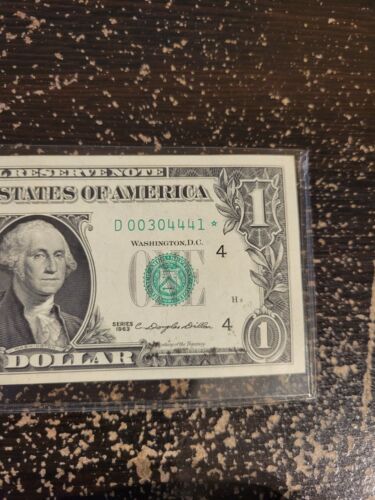 L RESERVE NOTE
STATES OF AMERICA
1
D 00304441 *
WASHINGTON, D.C.
4
ONE
H
SERIES
1963
C. Douglas Dillon
4
Secretary of the Treasury.
DOLLAR
1